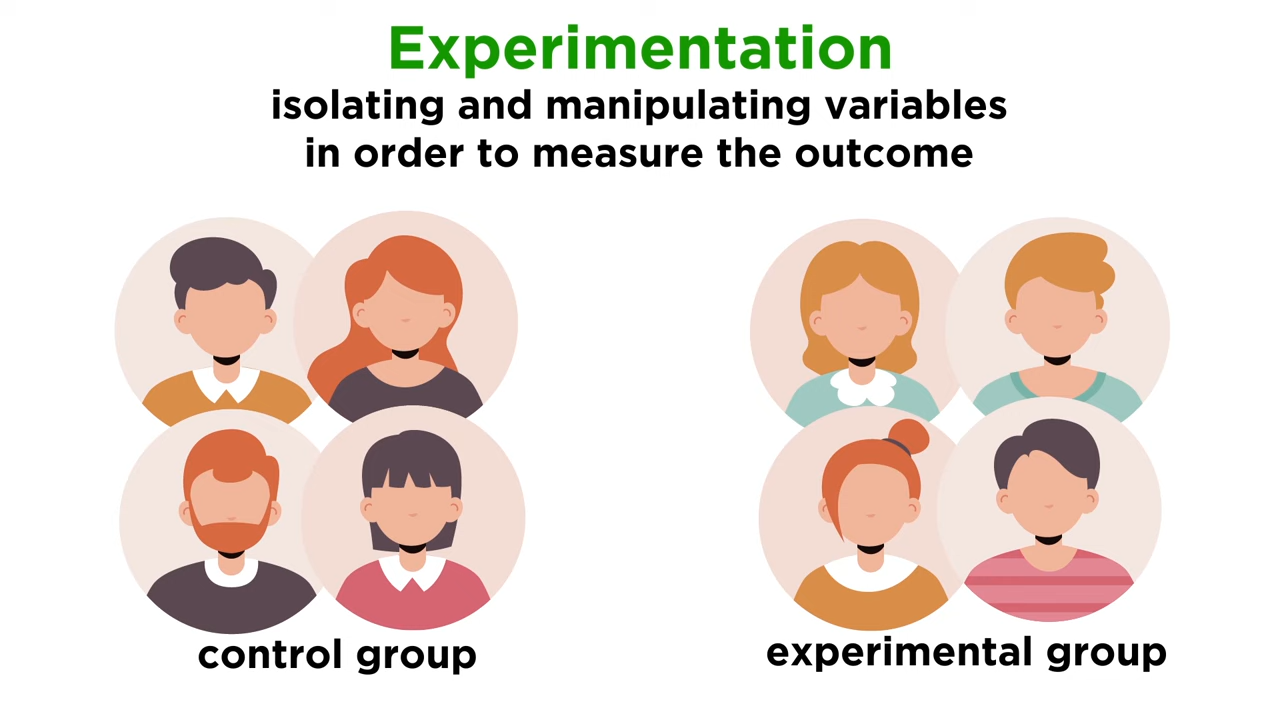 Experimentation
isolating and manipulating variables
in order to measure the outcome
control group
experimental group